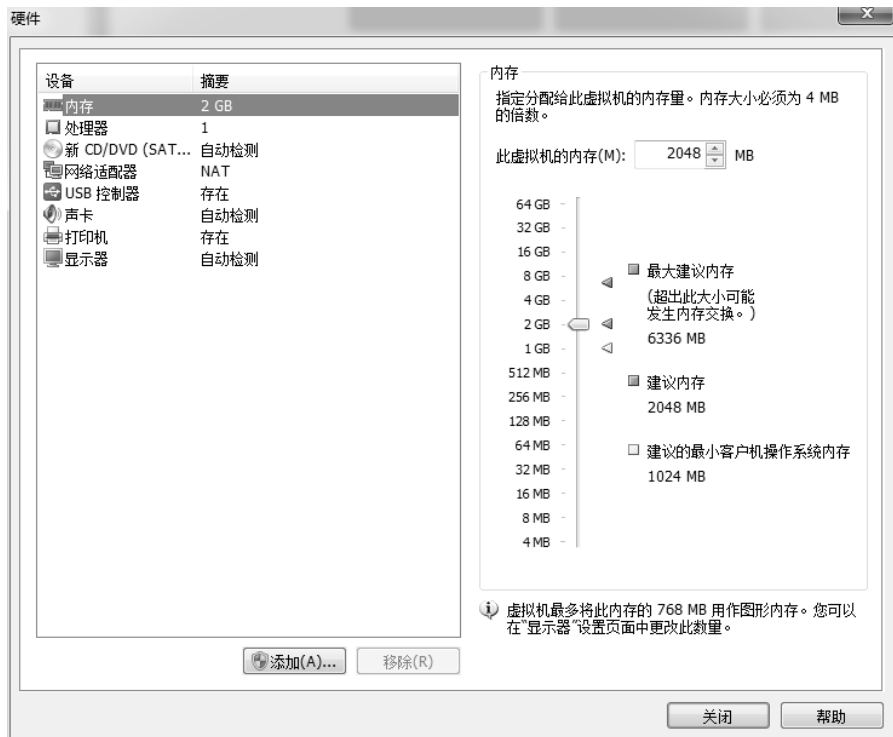 硬件
设备 摘要
内存 2 GB
处理器 1
新 CD/DVD (SAT... 自动检测
网络适配器 NAT
USB 控制器 存在
声卡 自动检测
打印机 存在
显示器 自动检测
添加(A)... 移除(R)
内存
指定分配给此虚拟机的内存量。内存大小必须为 4 MB
的倍数。
此虚拟机的内存(M): 2048 MB
64 GB
32 GB
16 GB
8 GB
4 GB
2 GB
1 GB
512 MB
256 MB
128 MB
64 MB
32 MB
16 MB
8 MB
4 MB
最大建议内存
(超出此大小可能
发生内存交换。)
6336 MB
建议内存
2048 MB
建议的最小客户机操作系统内存
1024 MB
虚拟机最多将此内存的 768 MB 用作图形内存。您可以
在"显示器"设置页面中更改此数量。
关闭 帮助